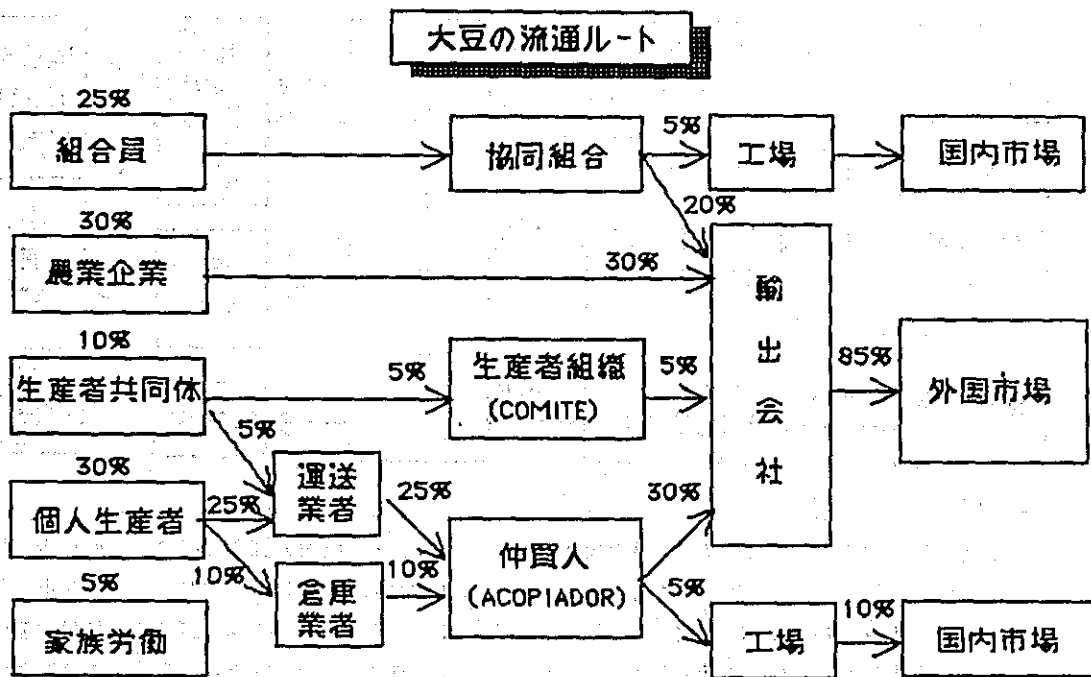 大豆の流通ルート
25%
組合員
協同組合
5%
工場
国内市場
20%
30%
農業企業
30%
輸出会社
10%
生産者共同休
5%
生産者組織
(COMITE)
5%
85%
外国市場
5%
運送
業者
30%
個人生産者
25%
25%
30%
仲買人
(ACOPIADOR)
10%
倉庫
業者
10%
5%
家族労働
5%
工場
10%
国内市場